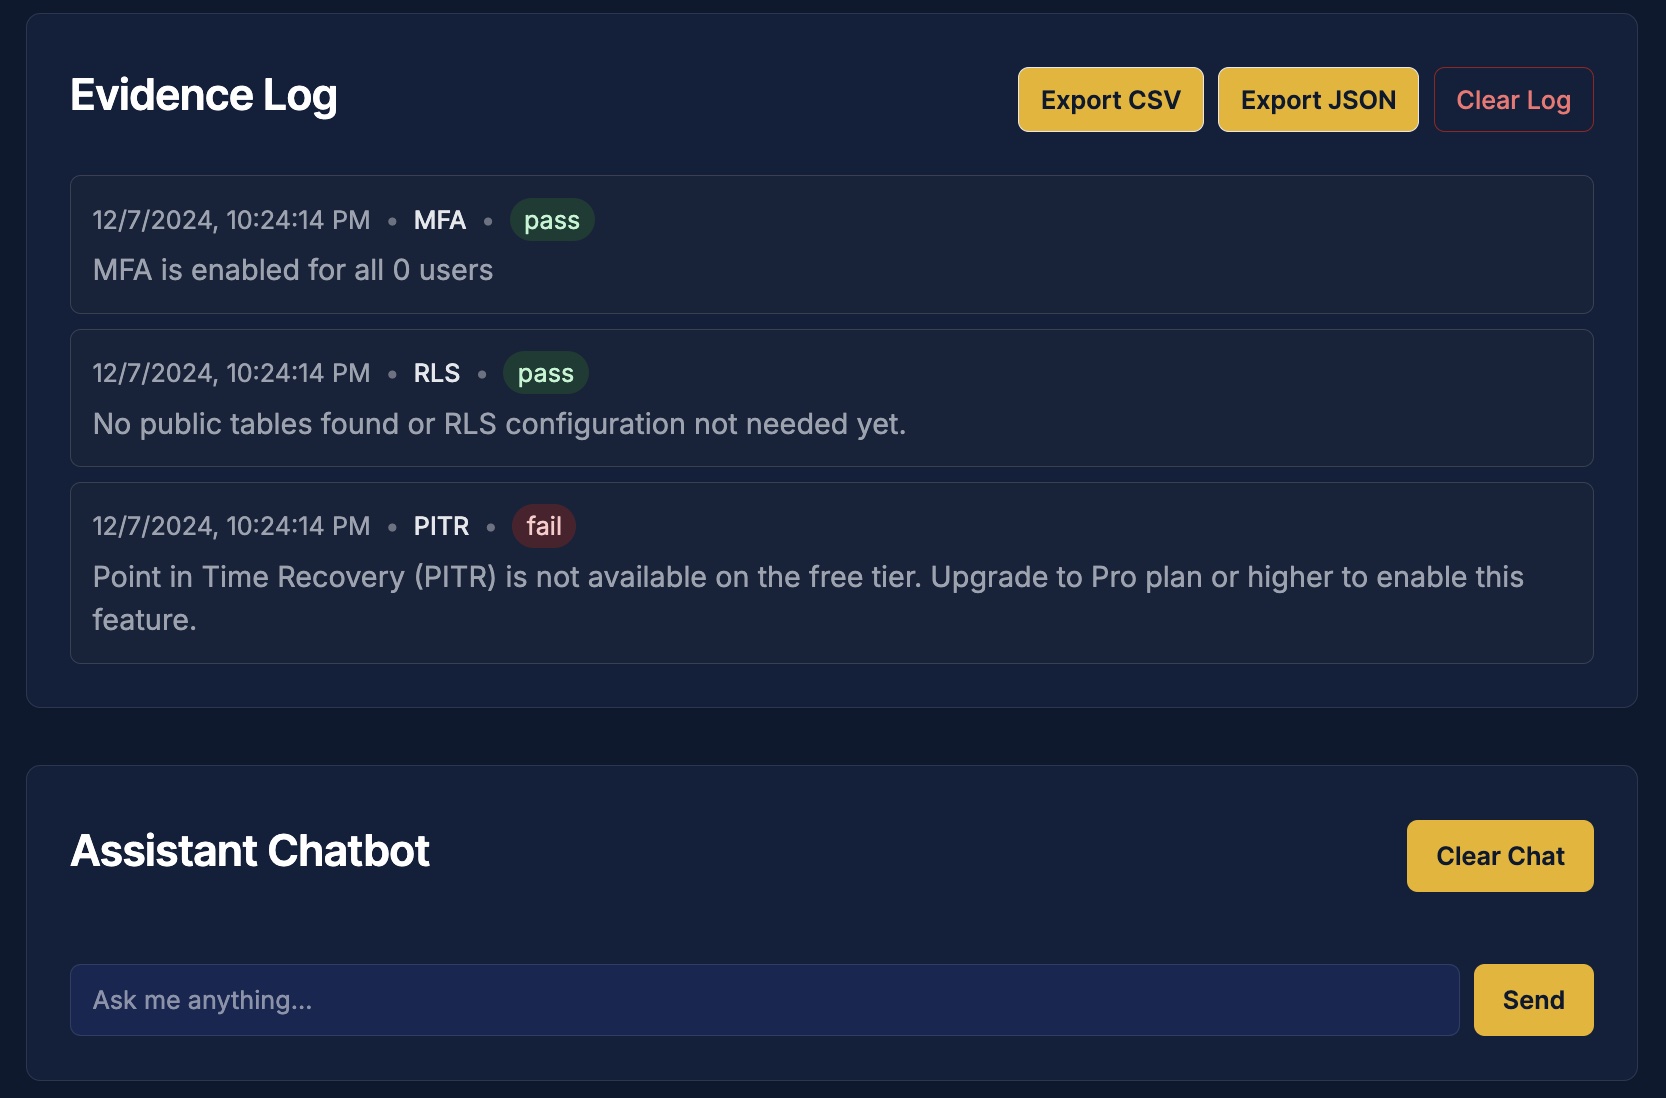 Evidence Log
Export CSV
Export JSON
Clear Log
12/7/2024, 10:24:14 PM • MFA • pass
MFA is enabled for all 0 users
12/7/2024, 10:24:14 PM • RLS • pass
No public tables found or RLS configuration not needed yet.
12/7/2024, 10:24:14 PM • PITR • fail
Point in Time Recovery (PITR) is not available on the free tier. Upgrade to Pro plan or higher to enable this
feature.
Assistant Chatbot
Clear Chat
Ask me anything...
Send